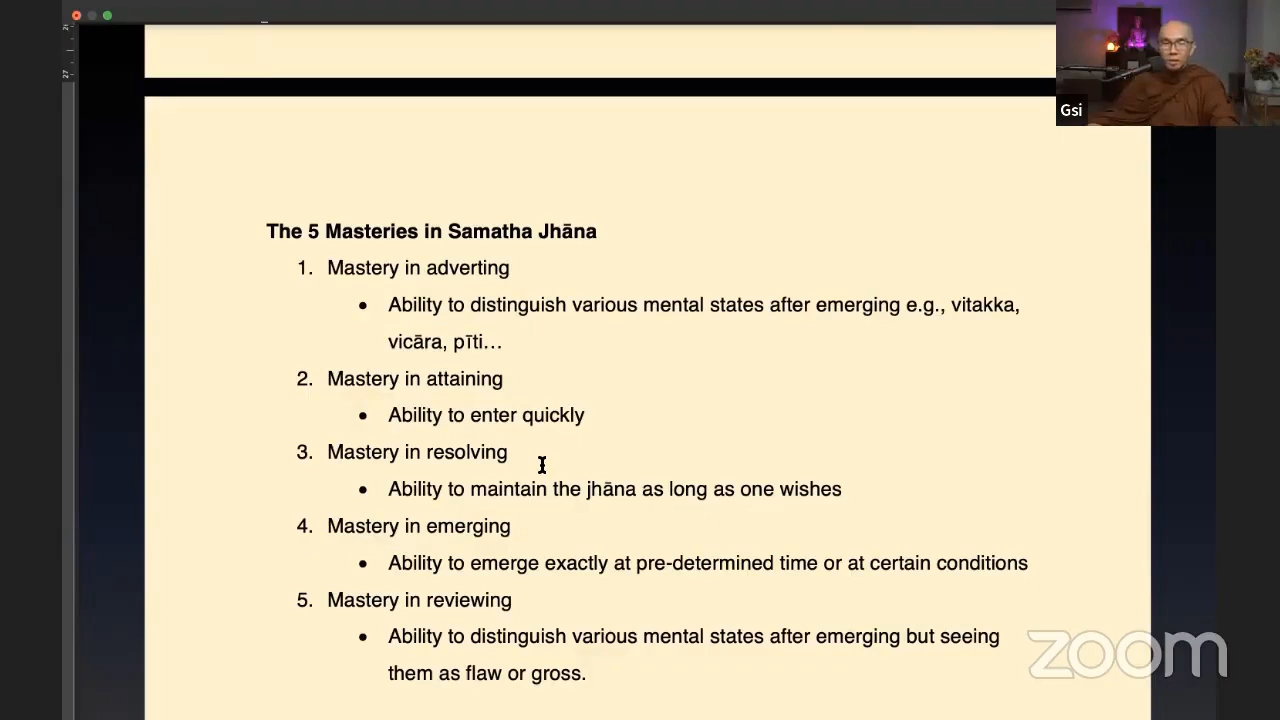 Gsi
The 5 Masteries in Samatha Jhāna
1. Mastery in adverting
• Ability to distinguish various mental states after emerging e.g., vitakka,
vicāra, pīti…
2. Mastery in attaining
• Ability to enter quickly
3. Mastery in resolving
• Ability to maintain the jhāna as long as one wishes
4. Mastery in emerging
• Ability to emerge exactly at pre-determined time or at certain conditions
5. Mastery in reviewing
• Ability to distinguish various mental states after emerging but seeing
them as flaw or gross.
zoom
27